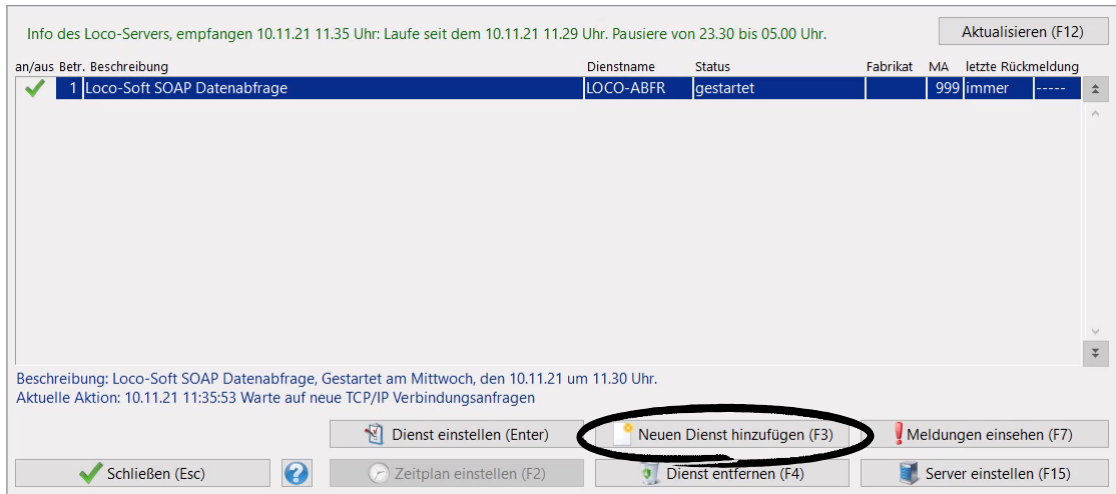 Info des Loco-Servers, empfangen 10.11.21 11.35 Uhr: Laufe seit dem 10.11.21 11.29 Uhr. Pausiere von 23.30 bis 05.00 Uhr. Aktualisieren (F12)
an/aus Betr. Beschreibung Dienstname Status Fabrikat MA letzte Rückmeldung
1 Loco-Soft SOAP Datenabfrage LOCO-ABFR gestartet 999 immer -----
Beschreibung: Loco-Soft SOAP Datenabfrage, Gestartet am Mittwoch, den 10.11.21 um 11.30 Uhr.
Aktuelle Aktion: 10.11.21 11:35:53 Warte auf neue TCP/IP Verbindungsanfragen
Dienst einstellen (Enter) Neuen Dienst hinzufügen (F3) Meldungen einsehen (F7)
Schließen (Esc) ? Zeitplan einstellen (F2) Dienst entfernen (F4) Server einstellen (F15)